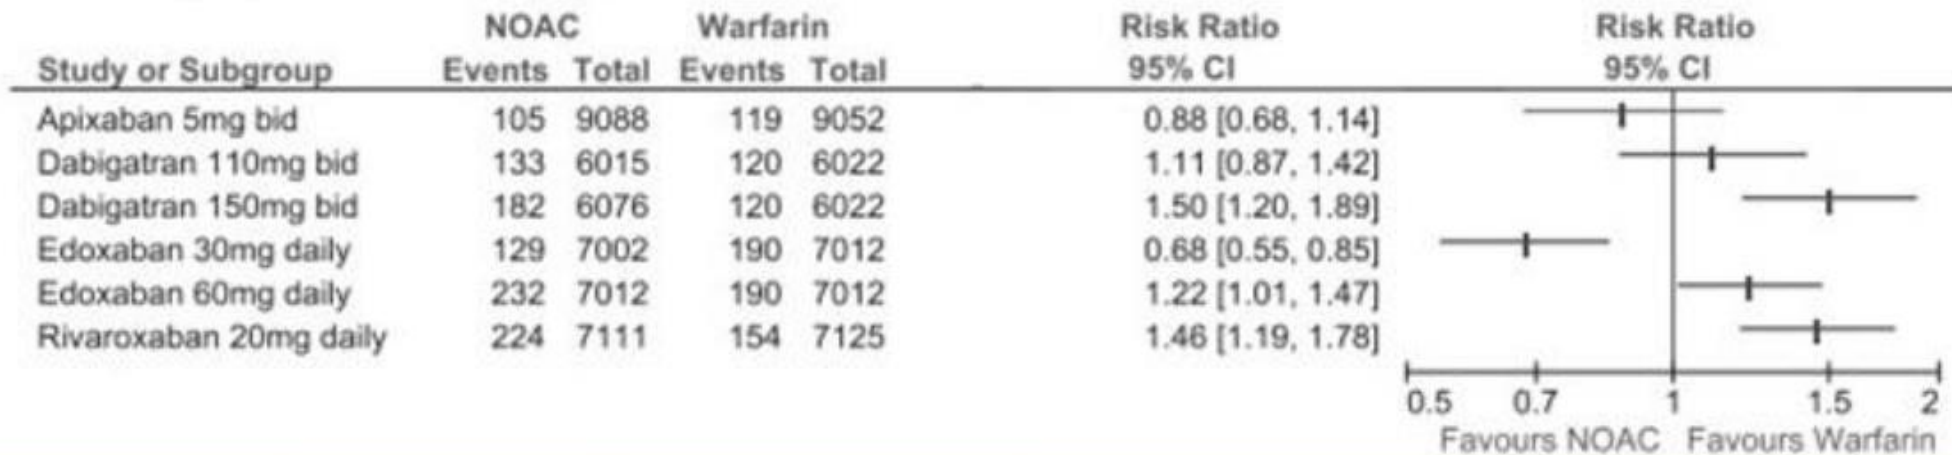 NOAC Warfarin Risk Ratio Risk Ratio
Study or Subgroup Events Total Events Total 95% CI 95% CI
Apixaban 5mg bid 105 9088 119 9052 0.88 [0.68, 1.14]
Dabigatran 110mg bid 133 6015 120 6022 1.11 [0.87, 1.42]
Dabigatran 150mg bid 182 6076 120 6022 1.50 [1.20, 1.89]
Edoxaban 30mg daily 129 7002 190 7012 0.68 [0.55, 0.85]
Edoxaban 60mg daily 232 7012 190 7012 1.22 [1.01, 1.47]
Rivaroxaban 20mg daily 224 7111 154 7125 1.46 [1.19, 1.78]
0.5 0.7 1 1.5 2
Favours NOAC Favours Warfarin